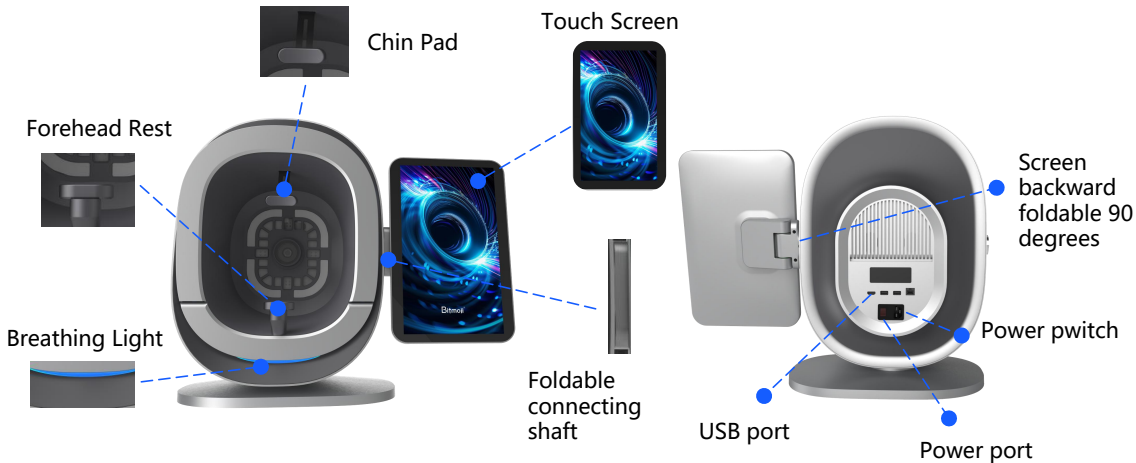 Chin Pad
Touch Screen
Forehead Rest
Screen
backward
foldable 90
degrees
Bitmoji
Breathing Light
Power pwitch
Foldable
connecting
shaft
USB port
Power port